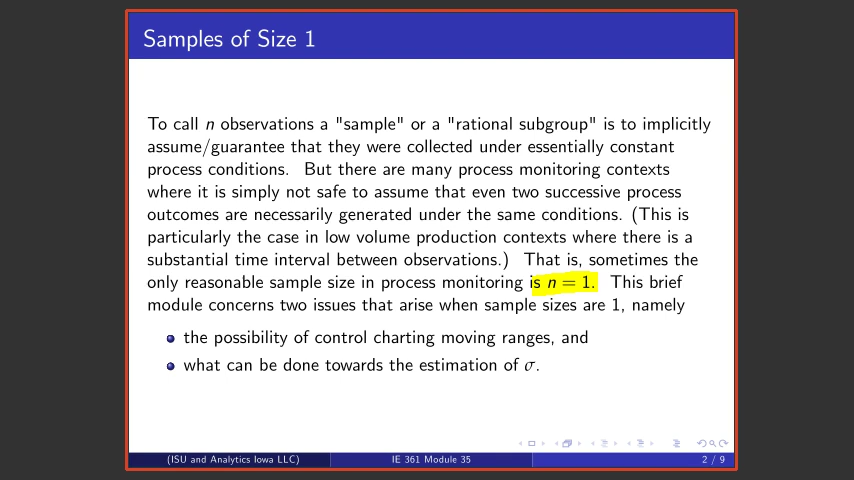 Samples of Size 1
To call n observations a "sample" or a "rational subgroup" is to implicitly
assume/guarantee that they were collected under essentially constant
process conditions. But there are many process monitoring contexts
where it is simply not safe to assume that even two successive process
outcomes are necessarily generated under the same conditions. (This is
particularly the case in low volume production contexts where there is a
substantial time interval between observations.) That is, sometimes the
only reasonable sample size in process monitoring is n = 1. This brief
module concerns two issues that arise when sample sizes are 1, namely
the possibility of control charting moving ranges, and
what can be done towards the estimation of σ.
(ISU and Analytics Iowa LLC) IE 361 Module 35 2 / 9